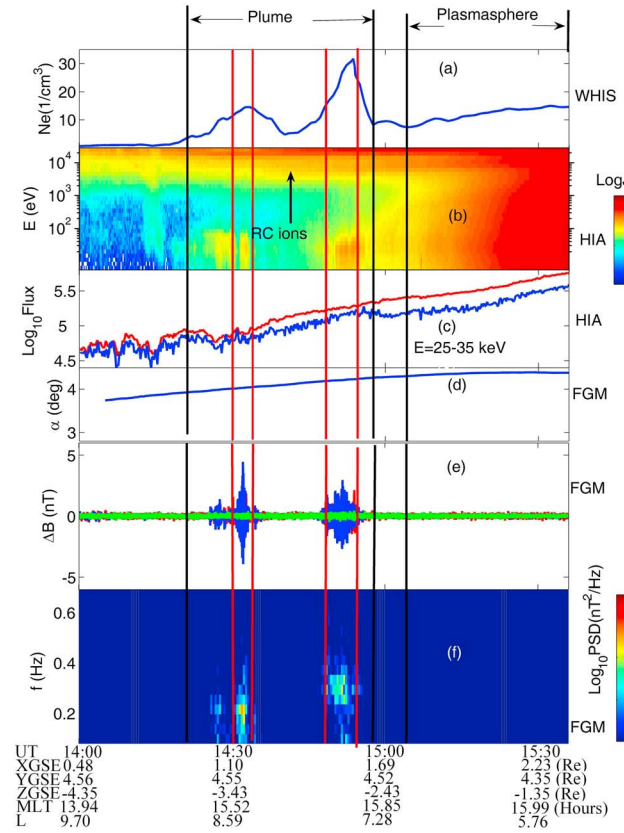 Plume
Plasmasphere
Ne(1/cm³)
30
20
10
0
(a)
WHIS
E (eV)
10⁴
10³
10²
RC ions
(b)
HIA
Log₁₀Flux
5.5
5
4.5
(c)
E=25-35 keV
HIA
α (deg)
4
3
(d)
FGM
ΔB (nT)
5
0
-5
(e)
FGM
f (Hz)
0.6
0.4
0.2
(f)
Log₁₀PSD(nT²/Hz)
FGM
UT 14:00 14:30 15:00 15:30
XGSE 0.48 1.10 1.69 2.23 (Re)
YGSE 4.56 4.55 4.52 4.35 (Re)
ZGSE -4.35 -3.43 -2.43 -1.35 (Re)
MLT 13.94 15.52 15.85 15.99 (Hours)
L 9.70 8.59 7.28 5.76